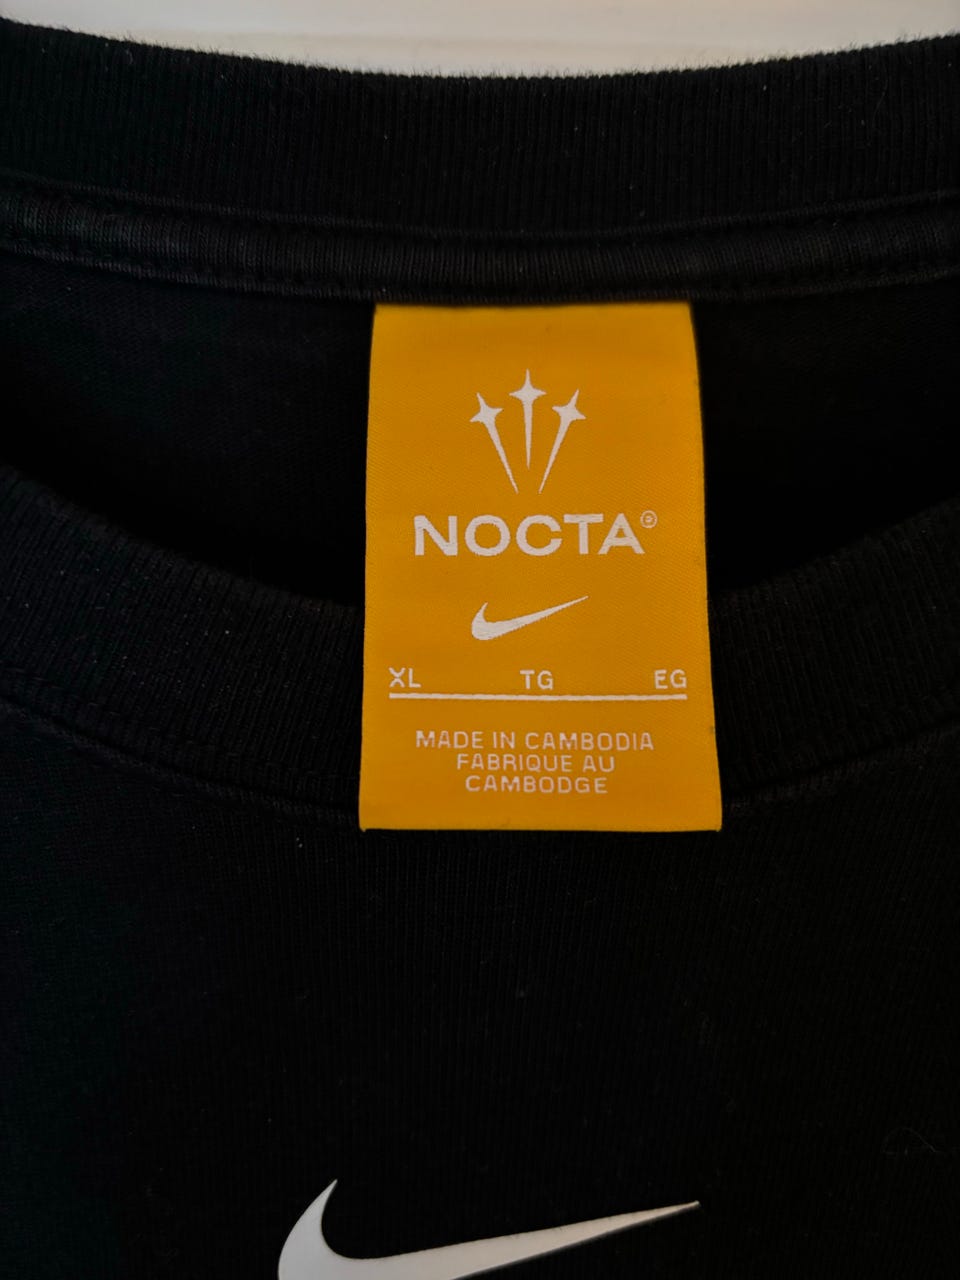 NOCTA®
XL TG EG
MADE IN CAMBODIA
FABRIQUE AU
CAMBODGE